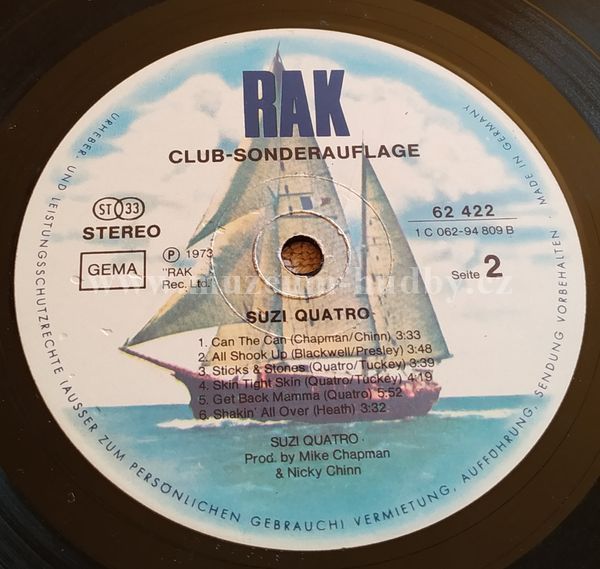 RAK
CLUB-SONDERAUFLAGE
ST 33
STEREO
GEMA
℗ 1973
"RAK
Rec. Ltd.
62 422
1 C 062-94 809 B
Seite 2
www.muzeum-hudby.cz
SUZI QUATRO
1. Can The Can (Chapman/Chinn) 3:33
2. All Shook Up (Blackwell/Presley) 3:48
3. Sticks & Stones (Quatro/Tuckey) 3:39
4. Skin Tight Skin (Quatro/Tuckey) 4:19
5. Get Back Mamma (Quatro) 5:52
6. Shakin' All Over (Heath) 3:32
SUZI QUATRO
Prod. by Mike Chapman
& Nicky Chinn
URHEBER- UND LEISTUNGSSCHUTZRECHTE (AUSSER ZUM PERSÖNLICHEN GEBRAUCH) VERMIETUNG, AUFFÜHRUNG, SENDUNG VORBEHALTEN · MADE IN GERMANY